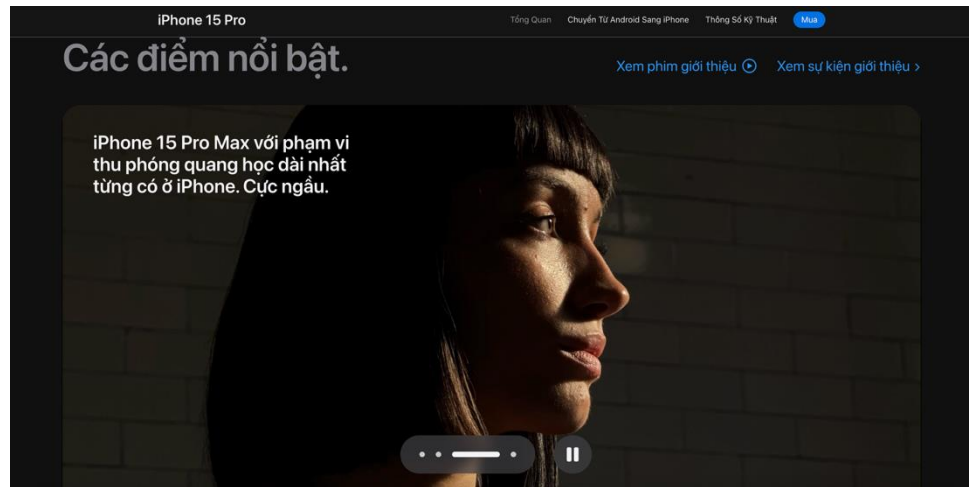 iPhone 15 Pro
Tổng Quan Chuyển Từ Android Sang iPhone Thông Số Kỹ Thuật Mua
Các điểm nổi bật.
Xem phim giới thiệu Xem sự kiện giới thiệu >
iPhone 15 Pro Max với phạm vi
thu phóng quang học dài nhất
từng có ở iPhone. Cực ngầu.